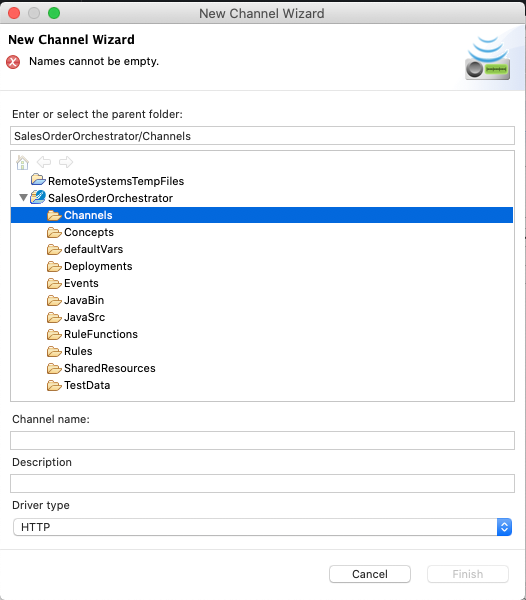 New Channel Wizard
New Channel Wizard
Names cannot be empty.
Enter or select the parent folder:
SalesOrderOrchestrator/Channels
RemoteSystemsTempFiles
SalesOrderOrchestrator
Channels
Concepts
defaultVars
Deployments
Events
JavaBin
JavaSrc
RuleFunctions
Rules
SharedResources
TestData
Channel name:
Description
Driver type
HTTP
Cancel Finish